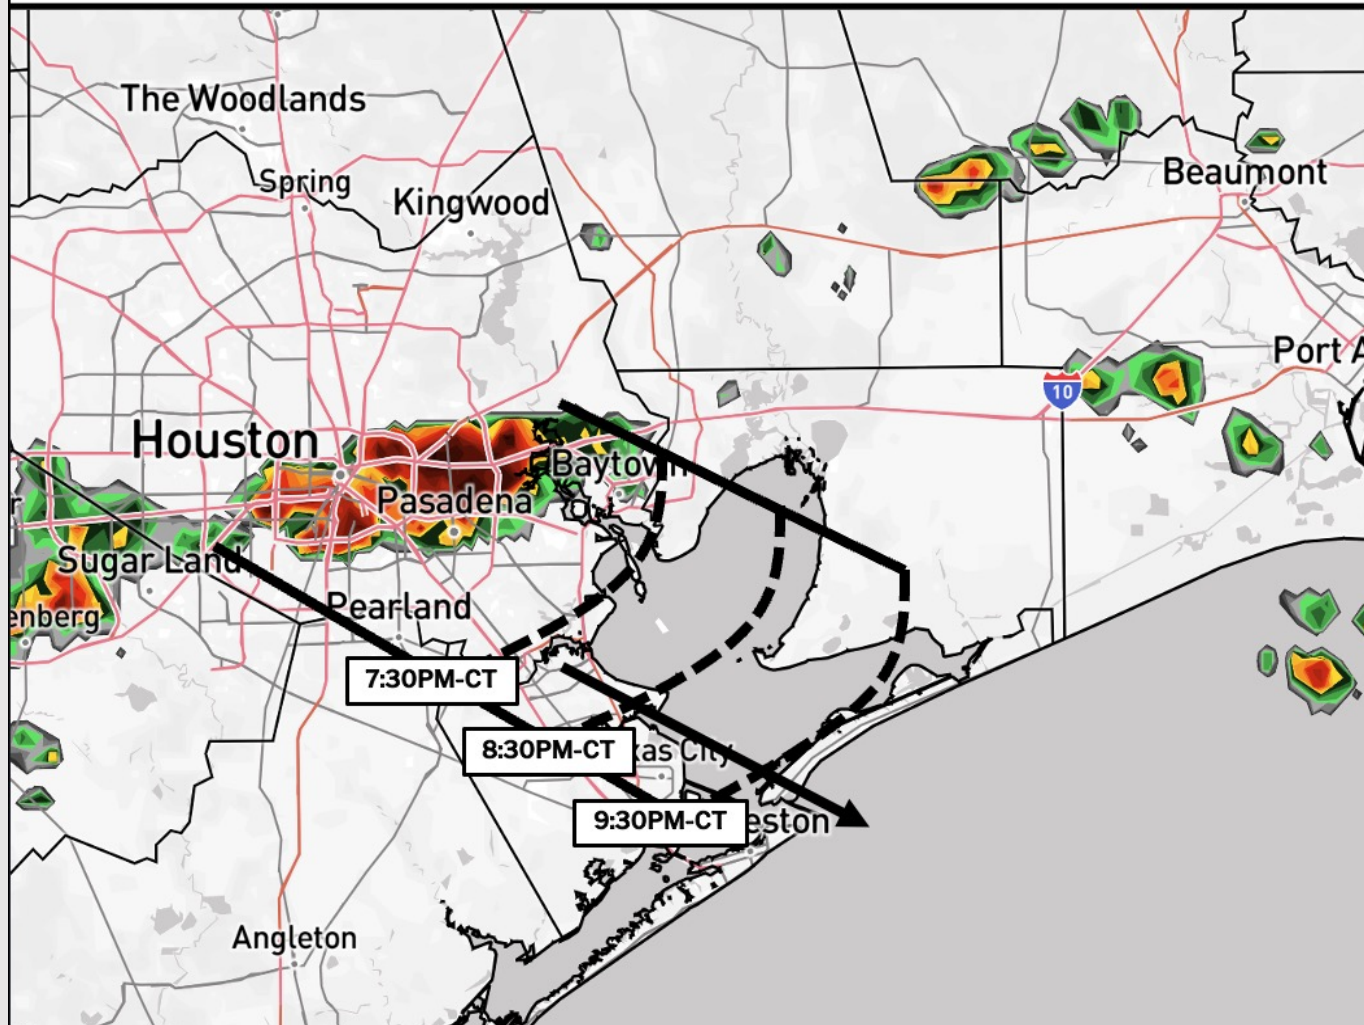 The Woodlands
Spring
Kingwood
Beaumont
Port A
10
Houston
Baytown
Pasadena
r
Sugar Land
enberg
Pearland
7:30PM-CT
8:30PM-CT
xas City
9:30PM-CT
eston
Angleton